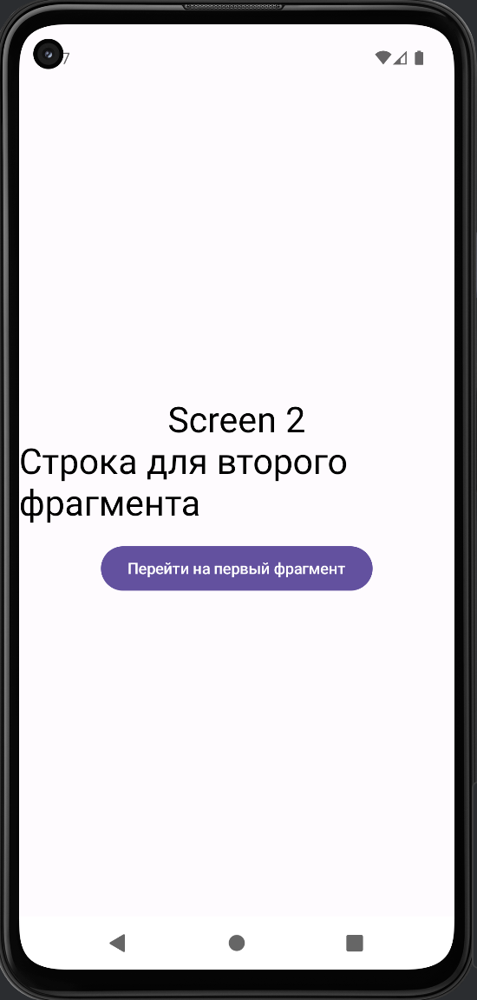 Screen 2
Строка для второго
фрагмента
Перейти на первый фрагмент